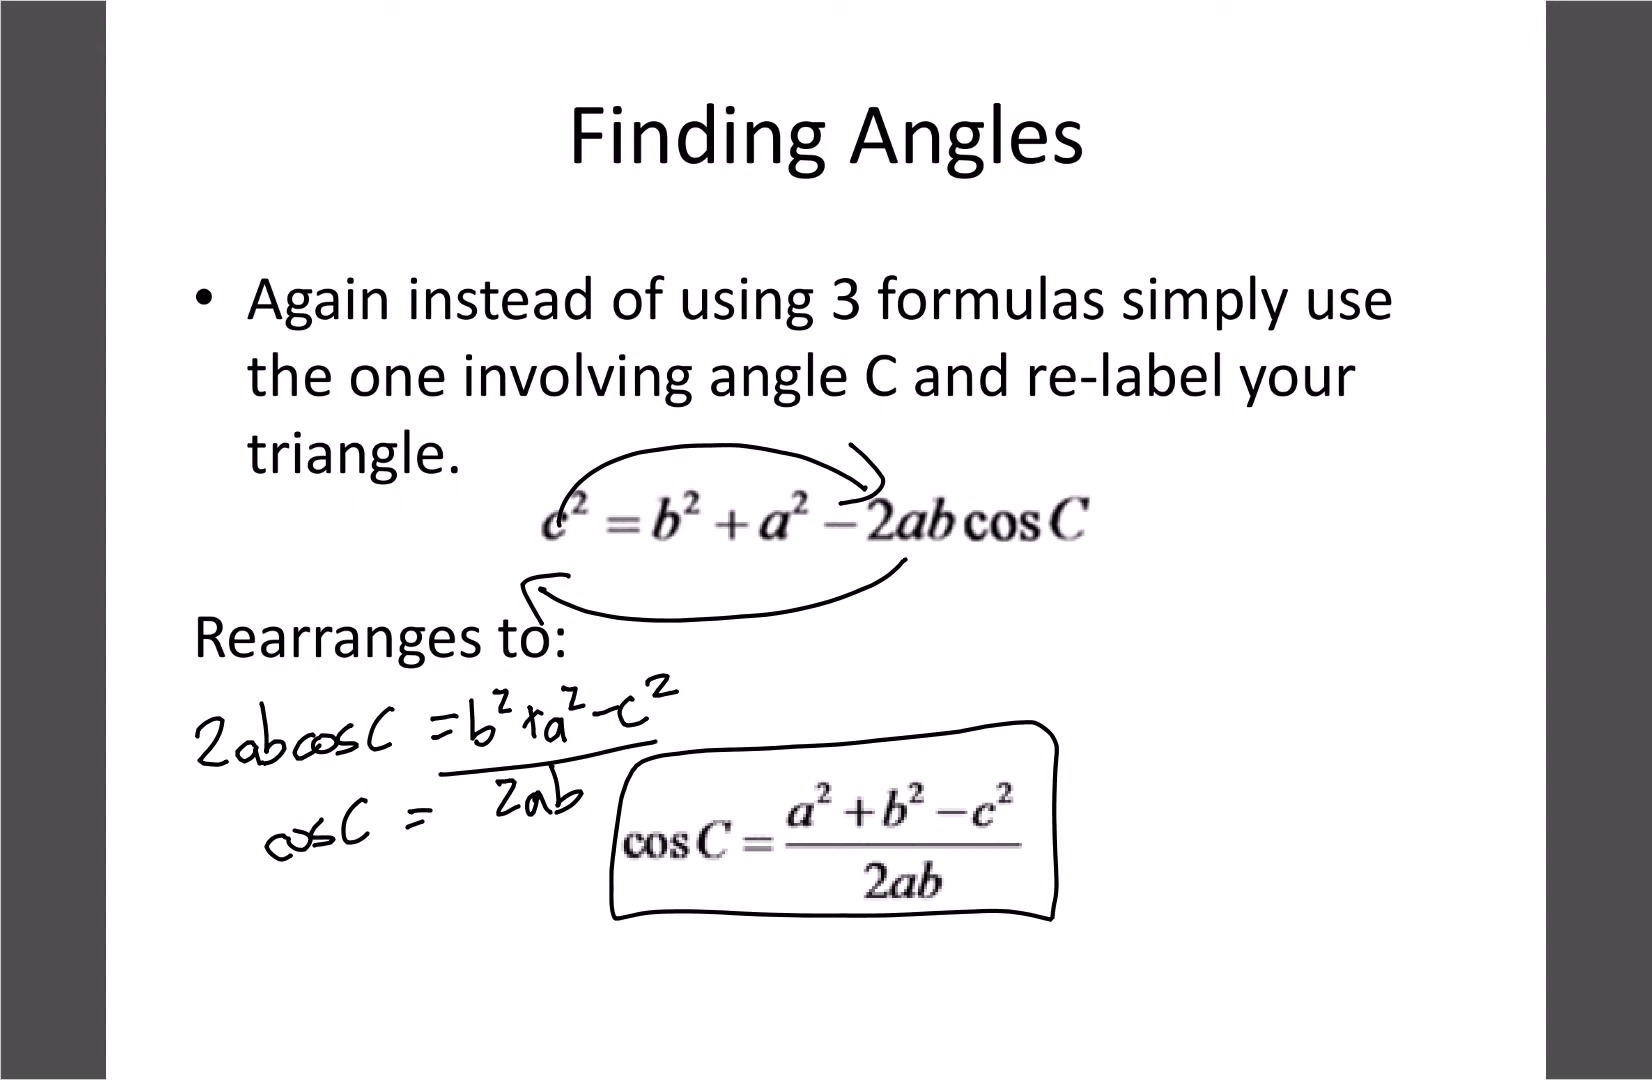 Finding Angles
• Again instead of using 3 formulas simply use
the one involving angle C and re-label your
triangle.
c² = b² + a² − 2ab cos C
Rearranges to:
2abcosC = b² + a² − c²
cosC = 2ab
cos C = a² + b² − c²
2ab